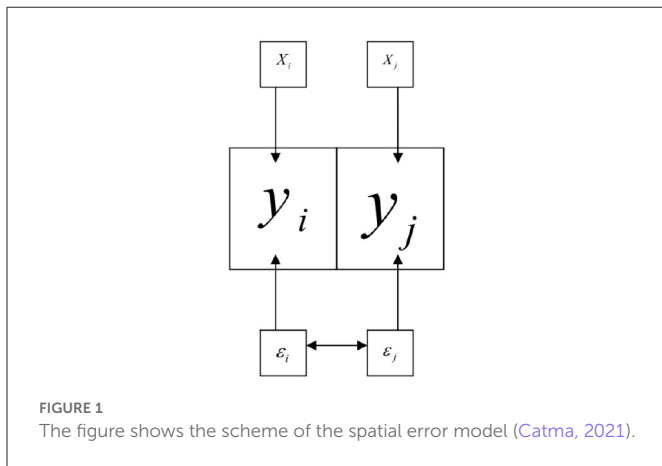 X_i X_j
y_i y_j
ε_i ε_j
FIGURE 1
The figure shows the scheme of the spatial error model (Catma, 2021).